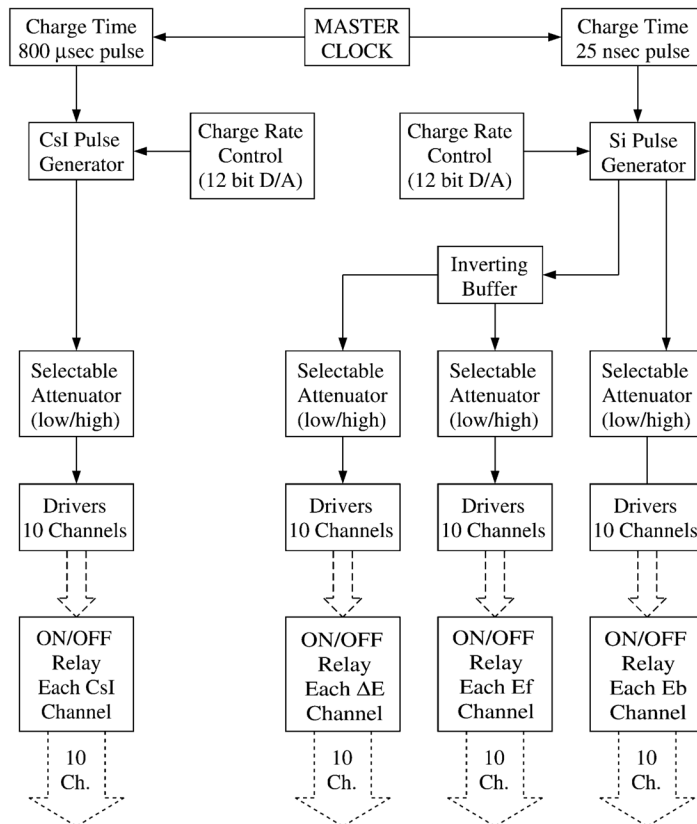 Charge Time
800 μsec pulse
MASTER
CLOCK
Charge Time
25 nsec pulse
CsI Pulse
Generator
Charge Rate
Control
(12 bit D/A)
Charge Rate
Control
(12 bit D/A)
Si Pulse
Generator
Inverting
Buffer
Selectable
Attenuator
(low/high)
Selectable
Attenuator
(low/high)
Selectable
Attenuator
(low/high)
Selectable
Attenuator
(low/high)
Drivers
10 Channels
Drivers
10 Channels
Drivers
10 Channels
Drivers
10 Channels
ON/OFF
Relay
Each CsI
Channel
ON/OFF
Relay
Each ΔE
Channel
ON/OFF
Relay
Each Ef
Channel
ON/OFF
Relay
Each Eb
Channel
10
Ch.
10
Ch.
10
Ch.
10
Ch.